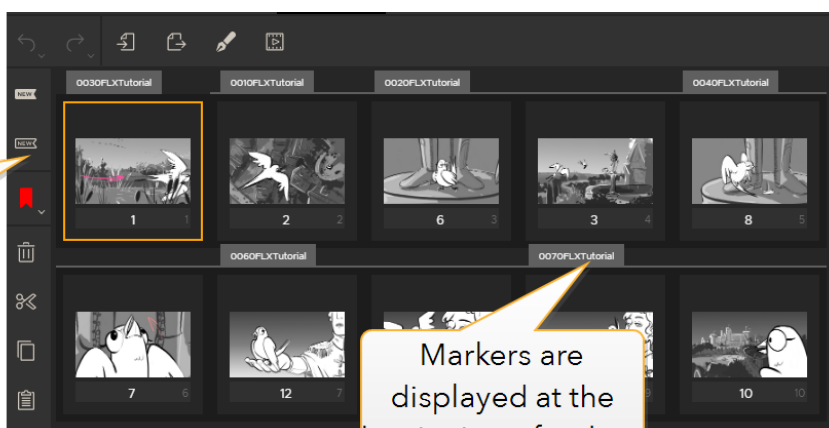 0030FLXTutorial 0010FLXTutorial 0020FLXTutorial 0040FLXTutorial
NEW
NEW
1 1 2 2 6 3 3 4 8 5
0060FLXTutorial 0070FLXTutorial
Markers are
displayed at the
7 6 12 7 9 10 10